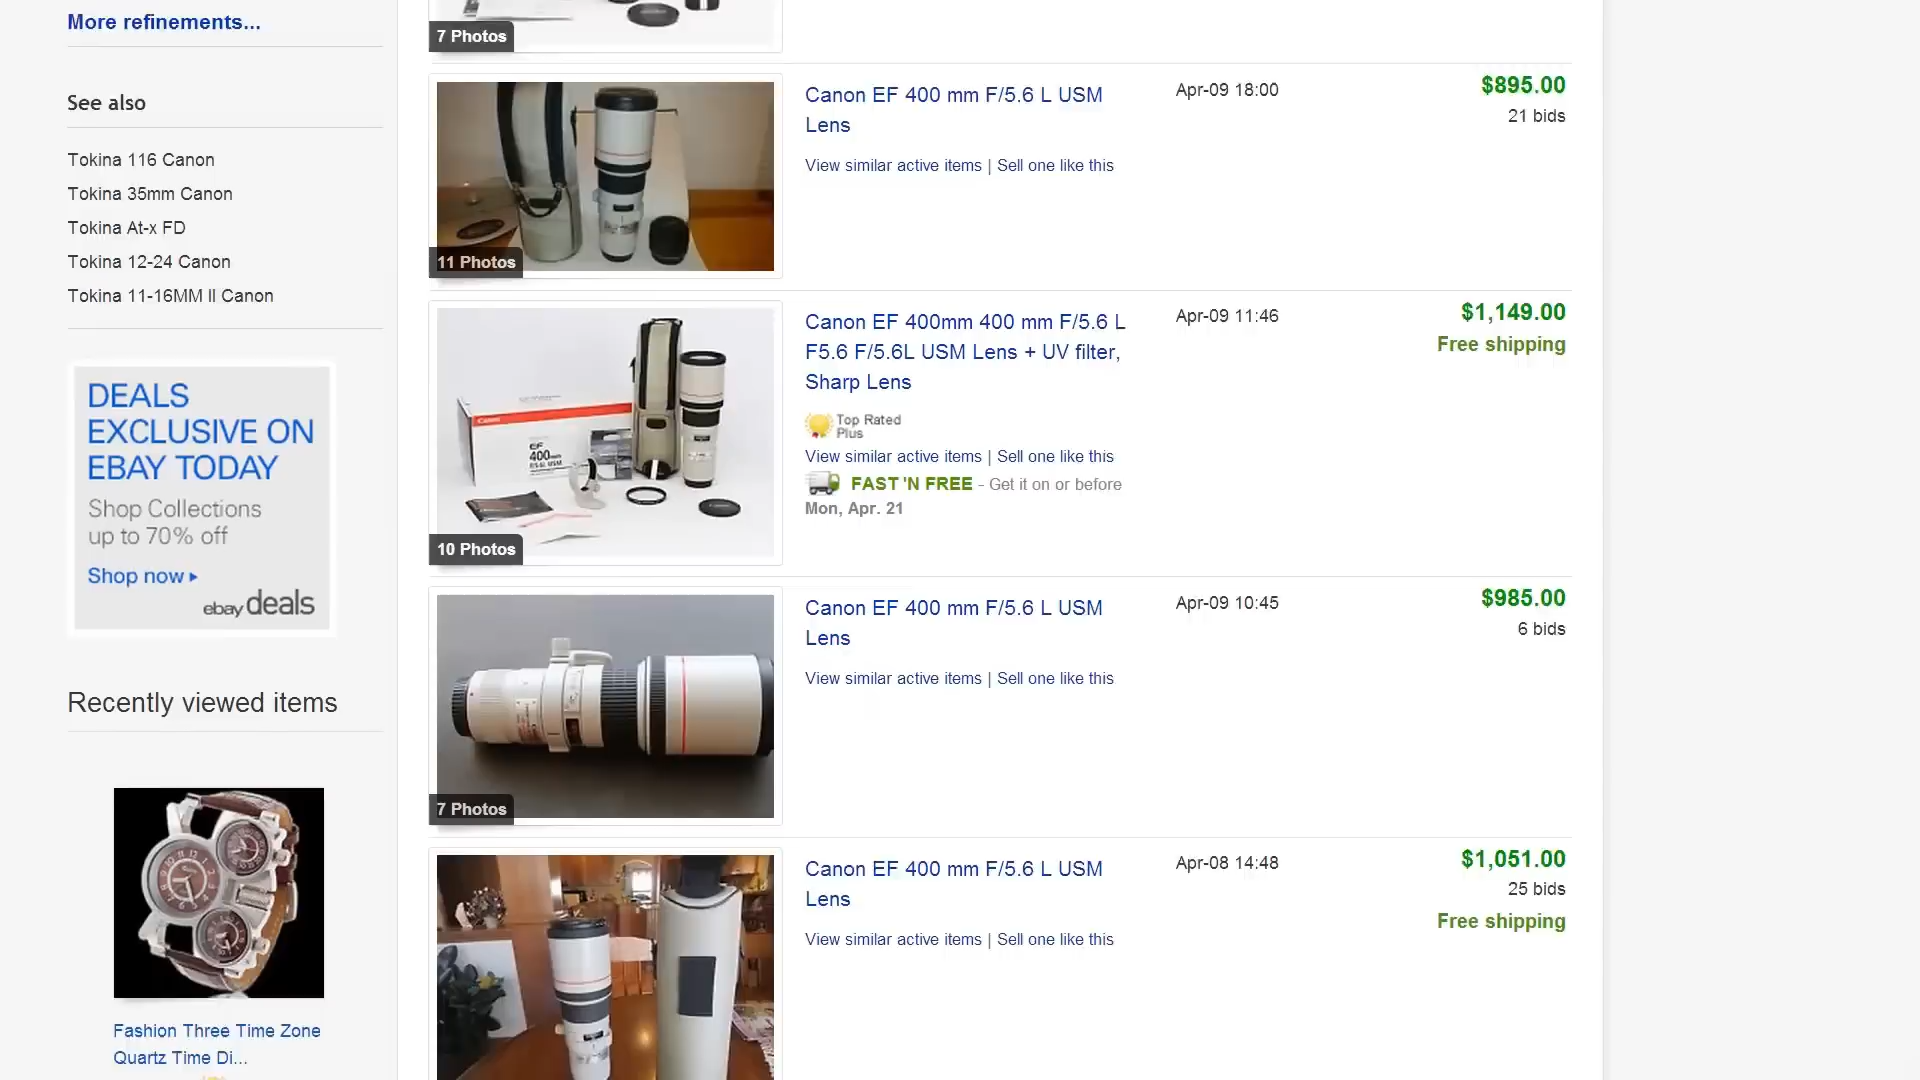 More refinements...
See also
Tokina 116 Canon
Tokina 35mm Canon
Tokina At-x FD
Tokina 12-24 Canon
Tokina 11-16MM II Canon
DEALS
EXCLUSIVE ON
EBAY TODAY
Shop Collections
up to 70% off
Shop now
ebay deals
Recently viewed items
Fashion Three Time Zone
Quartz Time Di...
7 Photos
Canon EF 400 mm F/5.6 L USM
Lens
View similar active items | Sell one like this
Apr-09 18:00
$895.00
21 bids
11 Photos
Canon EF 400mm 400 mm F/5.6 L
F5.6 F/5.6L USM Lens + UV filter,
Sharp Lens
Top Rated
Plus
View similar active items | Sell one like this
FAST 'N FREE - Get it on or before
Mon, Apr. 21
Apr-09 11:46
$1,149.00
Free shipping
Canon
EF
400mm
10 Photos
Canon EF 400 mm F/5.6 L USM
Lens
View similar active items | Sell one like this
Apr-09 10:45
$985.00
6 bids
7 Photos
Canon EF 400 mm F/5.6 L USM
Lens
View similar active items | Sell one like this
Apr-08 14:48
$1,051.00
25 bids
Free shipping